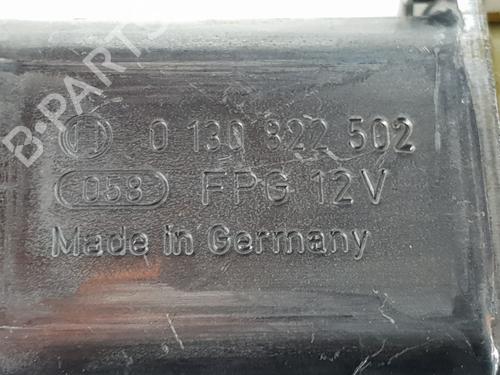 B-PARTS
0 130 822 502
058 FPG 12V
Made in Germany